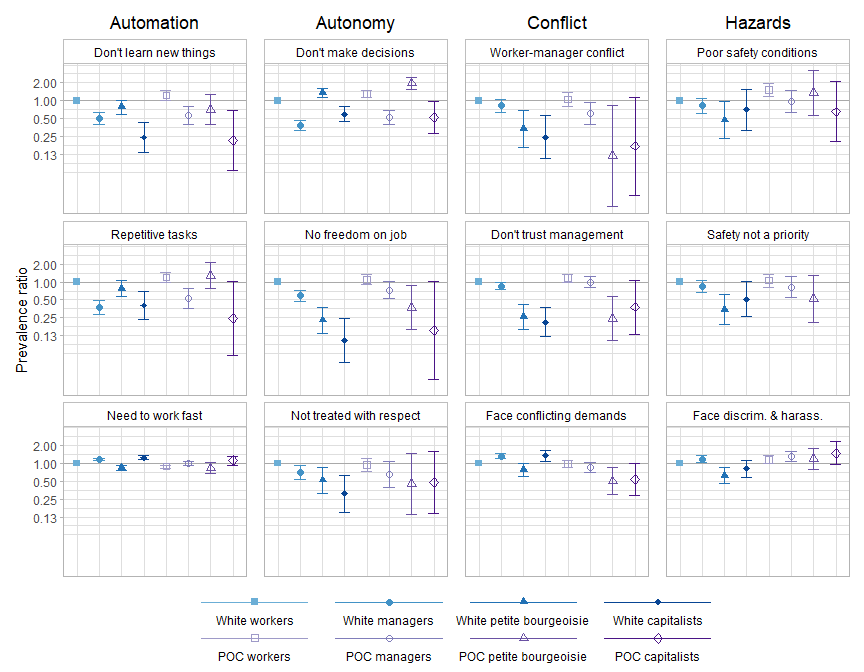 Automation Autonomy Conflict Hazards
Don't learn new things Don't make decisions Worker-manager conflict Poor safety conditions
2.00
1.00
0.50
0.25
0.13
Repetitive tasks No freedom on job Don't trust management Safety not a priority
Prevalence ratio
2.00
1.00
0.50
0.25
0.13
Need to work fast Not treated with respect Face conflicting demands Face discrim. & harass.
2.00
1.00
0.50
0.25
0.13
White workers White managers White petite bourgeoisie White capitalists
POC workers POC managers POC petite bourgeoisie POC capitalists